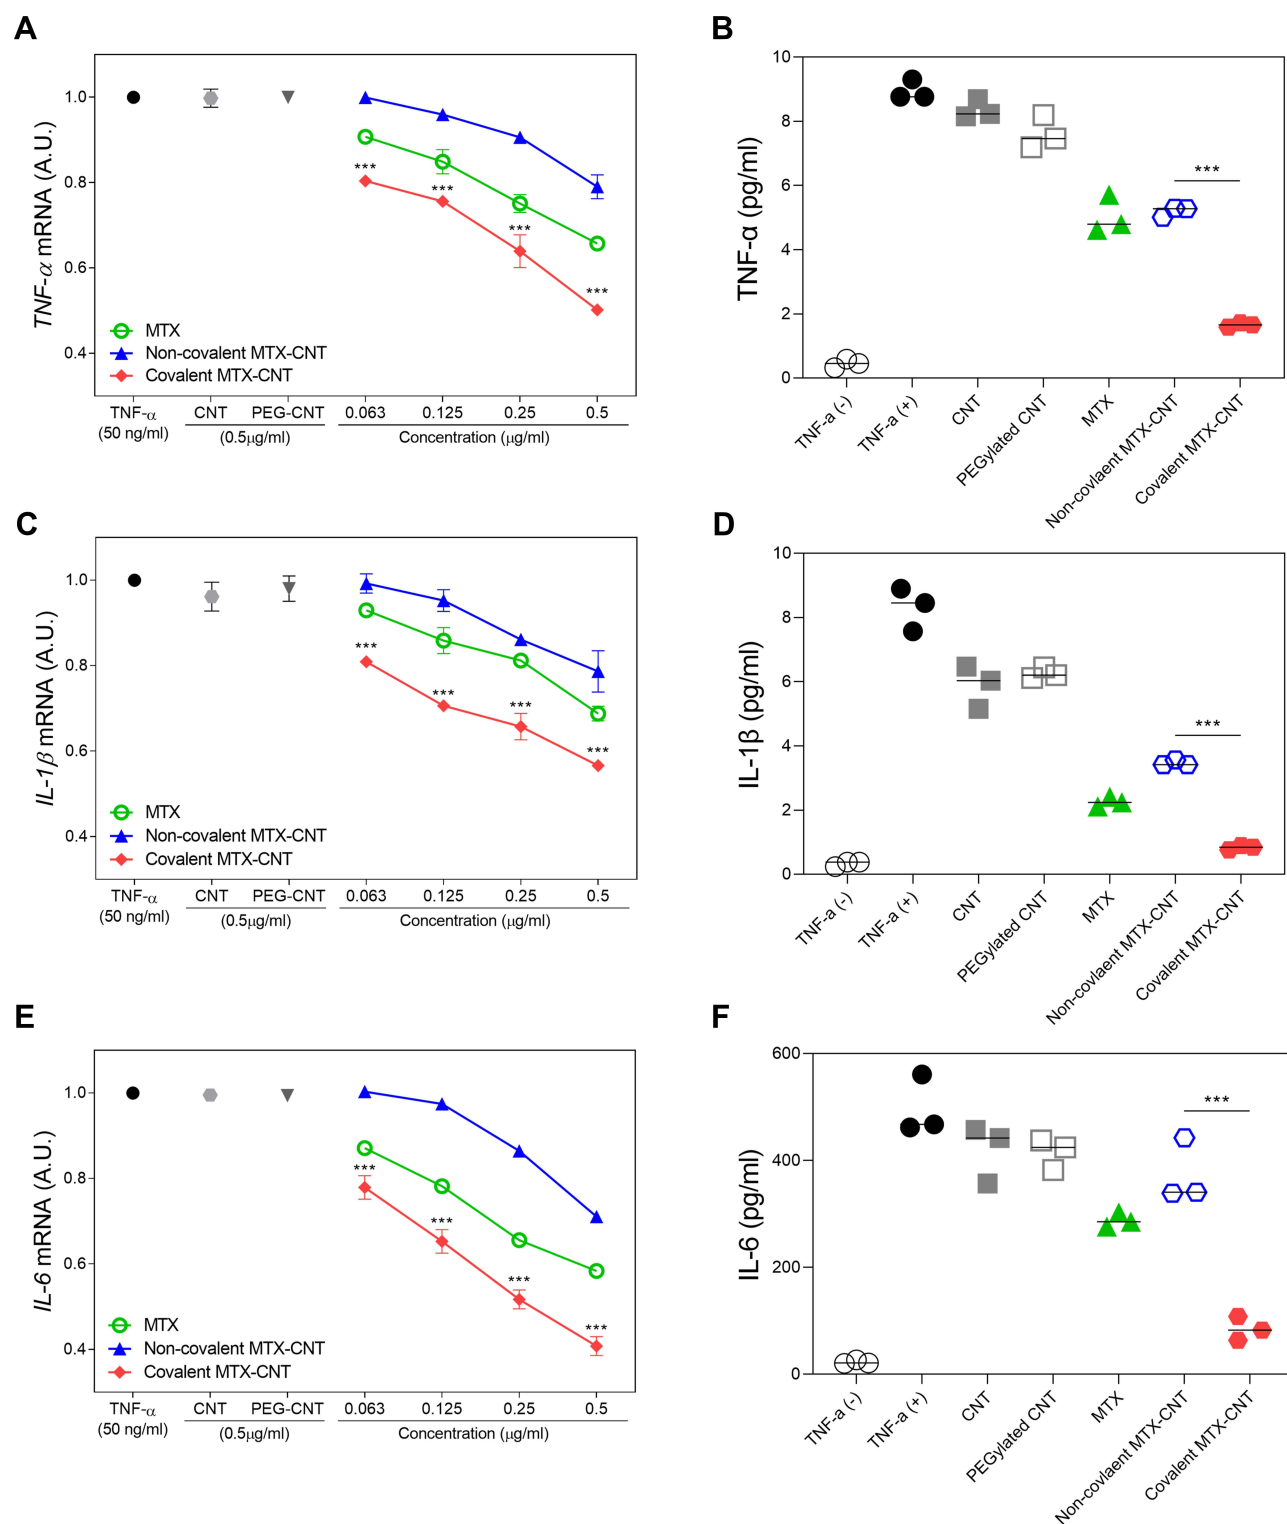 A
TNF-α mRNA (A.U.)
1.0
0.8
0.6
0.4
***
***
***
***
MTX
Non-covalent MTX-CNT
Covalent MTX-CNT
TNF-α
(50 ng/ml)
CNT PEG-CNT
(0.5μg/ml)
0.063 0.125 0.25 0.5
Concentration (μg/ml)
B
TNF-α (pg/ml)
10
8
6
4
2
0
***
TNF-a (-)
TNF-a (+)
CNT
PEGylated CNT
MTX
Non-covlaent MTX-CNT
Covalent MTX-CNT
C
IL-1β mRNA (A.U.)
1.0
0.8
0.6
0.4
***
***
***
***
MTX
Non-covalent MTX-CNT
Covalent MTX-CNT
TNF-α
(50 ng/ml)
CNT PEG-CNT
(0.5μg/ml)
0.063 0.125 0.25 0.5
Concentration (μg/ml)
D
IL-1β (pg/ml)
10
8
6
4
2
0
***
TNF-a (-)
TNF-a (+)
CNT
PEGylated CNT
MTX
Non-covlaent MTX-CNT
Covalent MTX-CNT
E
IL-6 mRNA (A.U.)
1.0
0.8
0.6
0.4
***
***
***
***
MTX
Non-covalent MTX-CNT
Covalent MTX-CNT
TNF-α
(50 ng/ml)
CNT PEG-CNT
(0.5μg/ml)
0.063 0.125 0.25 0.5
Concentration (μg/ml)
F
IL-6 (pg/ml)
600
400
200
0
***
TNF-a (-)
TNF-a (+)
CNT
PEGylated CNT
MTX
Non-covlaent MTX-CNT
Covalent MTX-CNT